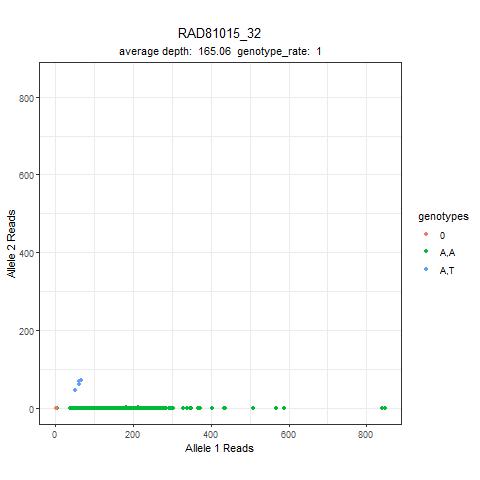 RAD81015_32
average depth:  165.06  genotype_rate:  1
Allele 2 Reads
800
600
400
200
0
0 200 400 600 800
Allele 1 Reads
genotypes
0
A,A
A,T